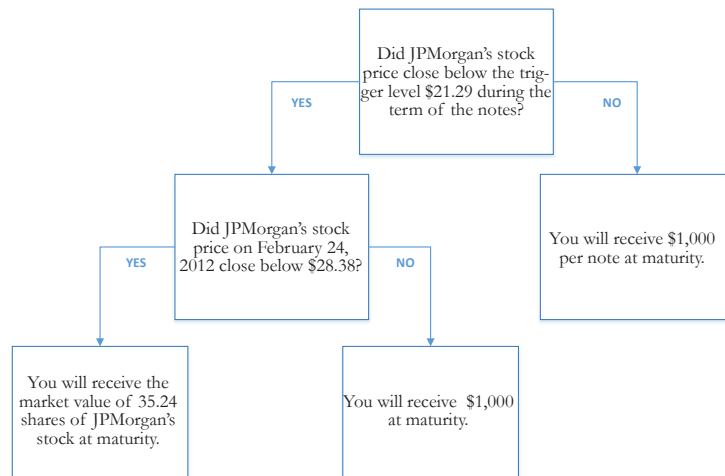 Did JPMorgan's stock
price close below the trig-
ger level $21.29 during the
term of the notes?
YES
NO
Did JPMorgan's stock
price on February 24,
2012 close below $28.38?
You will receive $1,000
per note at maturity.
YES
NO
You will receive the
market value of 35.24
shares of JPMorgan's
stock at maturity.
You will receive $1,000
at maturity.